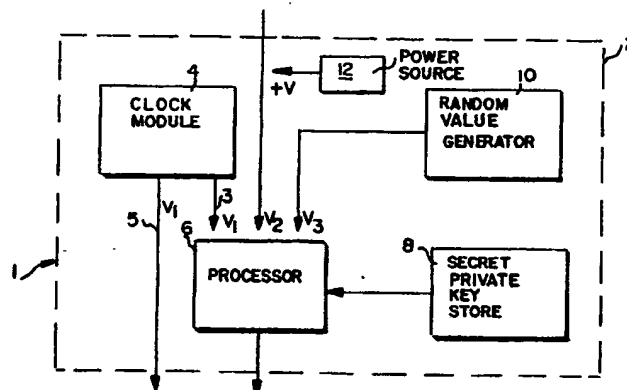 4
CLOCK
MODULE
12
+V
POWER
SOURCE
10
RANDOM
VALUE
GENERATOR
5
V1
3
V1
V2
V3
6
PROCESSOR
8
SECRET
PRIVATE
KEY
STORE
1